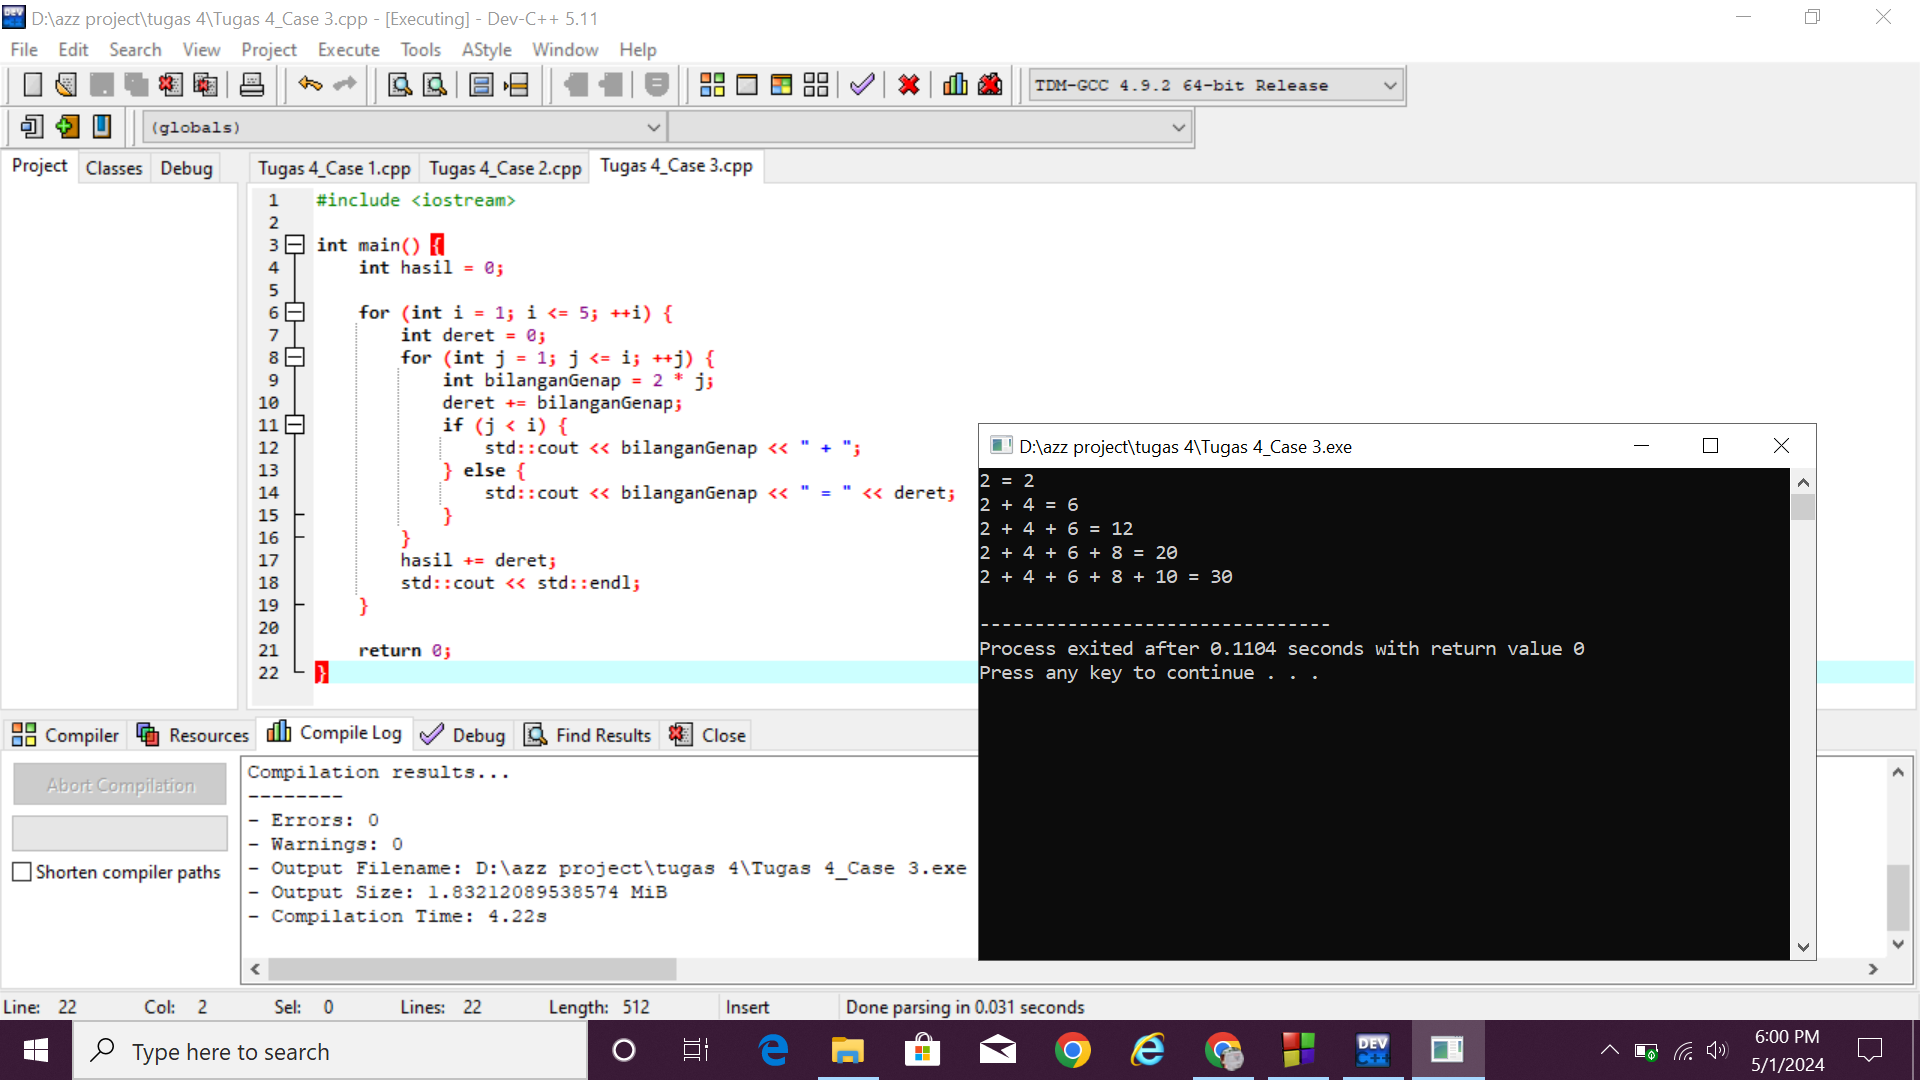 D:\azz project\tugas 4\Tugas 4_Case 3.cpp - [Executing] - Dev-C++ 5.11
File Edit Search View Project Execute Tools AStyle Window Help
TDM-GCC 4.9.2 64-bit Release
(globals)
Project Classes Debug
Tugas 4_Case 1.cpp Tugas 4_Case 2.cpp Tugas 4_Case 3.cpp
1 #include <iostream>
2
3 int main() {
4 int hasil = 0;
5
6 for (int i = 1; i <= 5; ++i) {
7 int deret = 0;
8 for (int j = 1; j <= i; ++j) {
9 int bilanganGenap = 2 * j;
10 deret += bilanganGenap;
11 if (j < i) {
12 std::cout << bilanganGenap << " + ";
13 } else {
14 std::cout << bilanganGenap << " = " << deret;
15 }
16 }
17 hasil += deret;
18 std::cout << std::endl;
19 }
20
21 return 0;
22 }
D:\azz project\tugas 4\Tugas 4_Case 3.exe
2 = 2
2 + 4 = 6
2 + 4 + 6 = 12
2 + 4 + 6 + 8 = 20
2 + 4 + 6 + 8 + 10 = 30
--------------------------------
Process exited after 0.1104 seconds with return value 0
Press any key to continue . . .
Compiler Resources Compile Log Debug Find Results Close
Abort Compilation
Shorten compiler paths
Compilation results...
--------
- Errors: 0
- Warnings: 0
- Output Filename: D:\azz project\tugas 4\Tugas 4_Case 3.exe
- Output Size: 1.83212089538574 MiB
- Compilation Time: 4.22s
Line: 22 Col: 2 Sel: 0 Lines: 22 Length: 512 Insert Done parsing in 0.031 seconds
Type here to search
DEV C++
6:00 PM
5/1/2024